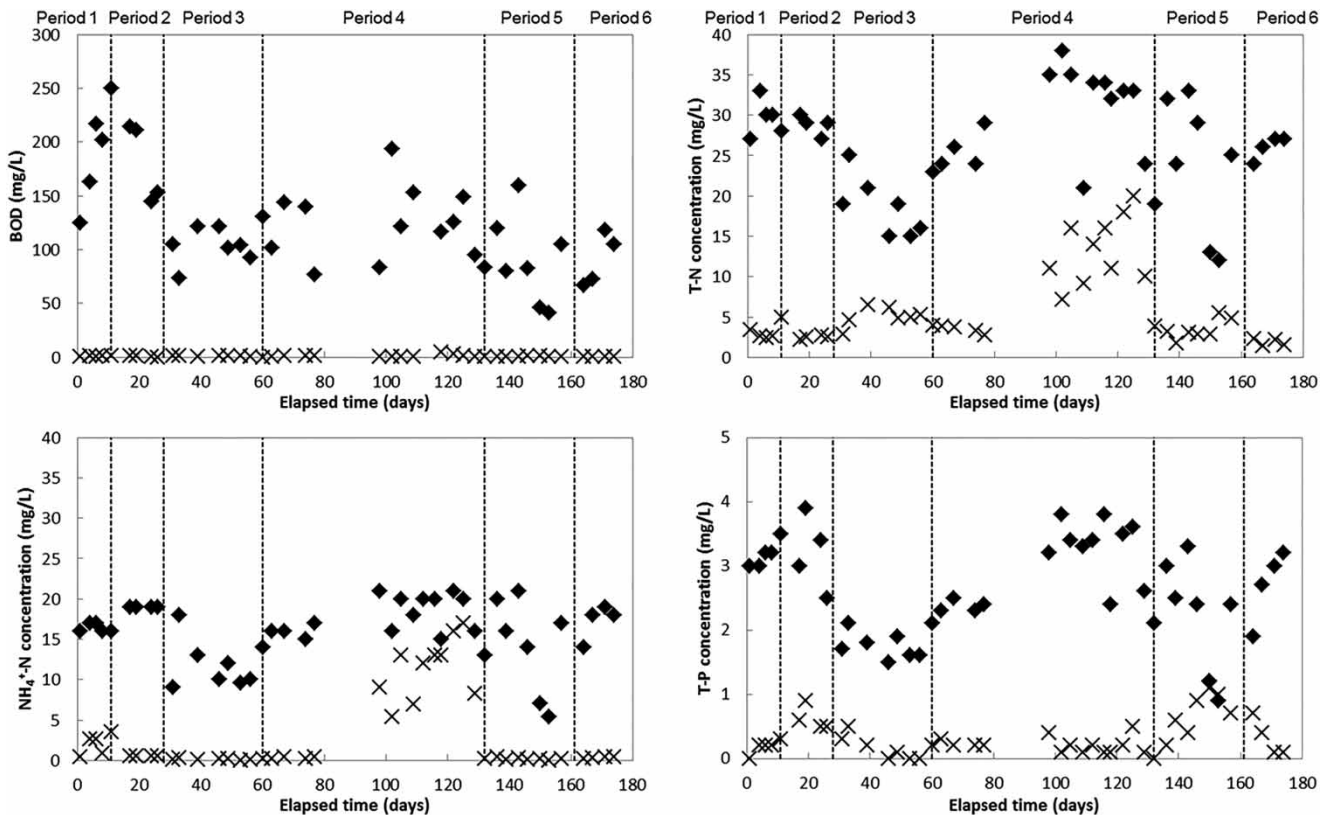 Period 1 Period 2 Period 3 Period 4 Period 5 Period 6
300
250
200
150
100
50
0
BOD (mg/L)
0 20 40 60 80 100 120 140 160 180
Elapsed time (days)
Period 1 Period 2 Period 3 Period 4 Period 5 Period 6
40
35
30
25
20
15
10
5
0
T-N concentration (mg/L)
0 20 40 60 80 100 120 140 160 180
Elapsed time (days)
40
35
30
25
20
15
10
5
0
NH₄⁺-N concentration (mg/L)
0 20 40 60 80 100 120 140 160 180
Elapsed time (days)
5
4
3
2
1
0
T-P concentration (mg/L)
0 20 40 60 80 100 120 140 160 180
Elapsed time (days)